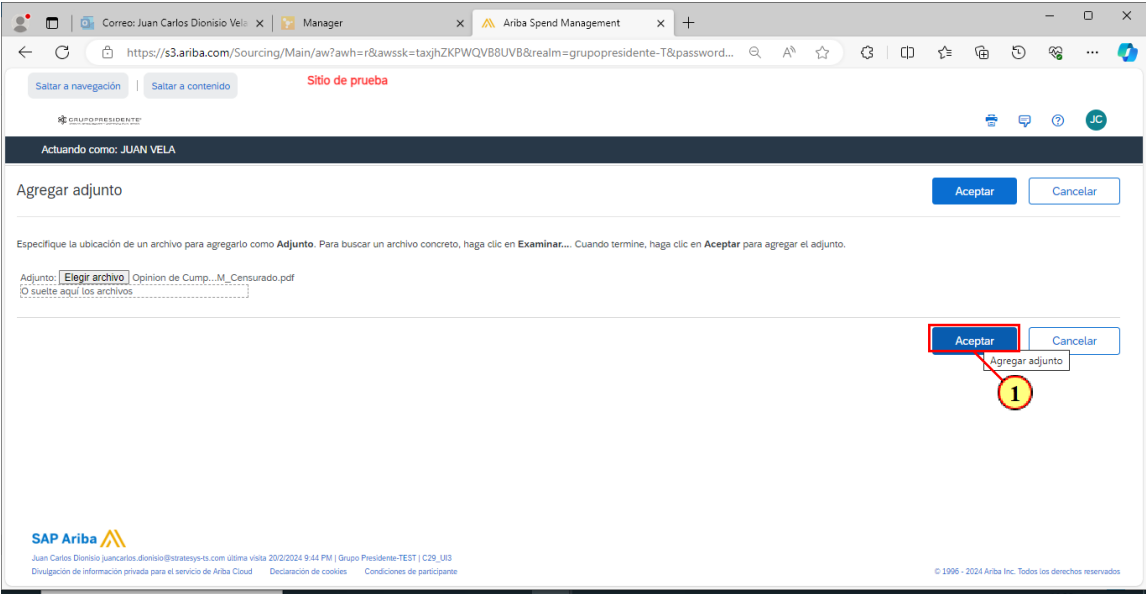 Correo: Juan Carlos Dionisio Vela
Manager
Ariba Spend Management
https://s3.ariba.com/Sourcing/Main/aw?awh=r&awssk=taxjhZKPWQVB8UVB&realm=grupopresidente-T&password...
Saltar a navegación
Saltar a contenido
Sitio de prueba
GRUPO PRESIDENTE
JC
Actuando como: JUAN VELA
Agregar adjunto
Aceptar
Cancelar
Especifique la ubicación de un archivo para agregarlo como Adjunto. Para buscar un archivo concreto, haga clic en Examinar.... Cuando termine, haga clic en Aceptar para agregar el adjunto.
Adjunto: Elegir archivo Opinion de Cump...M_Censurado.pdf
O suelte aquí los archivos
Aceptar
Cancelar
Agregar adjunto
1
SAP Ariba
Juan Carlos Dionisio juancarlos.dionisio@stratesys-ts.com última visita 20/2/2024 9:44 PM | Grupo Presidente-TEST | C29_UI3
Divulgación de información privada para el servicio de Ariba Cloud Declaración de cookies Condiciones de participante
© 1996 - 2024 Ariba Inc. Todos los derechos reservados